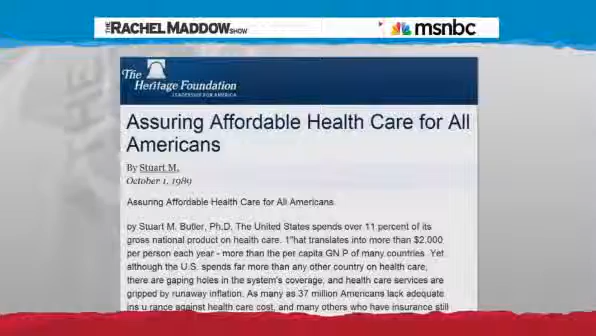 THE RACHEL MADDOW SHOW
msnbc
The
Heritage Foundation
LEADERSHIP FOR AMERICA
Assuring Affordable Health Care for All
Americans
By Stuart M.
October 1, 1989
Assuring Affordable Health Care for All Americans
by Stuart M. Butler, Ph.D. The United States spends over 11 percent of its
gross national product on health care. 1"hat translates into more than $2.000
per person each year - more than the per capita GN P of many countries. Yet
although the U.S. spends far more than any other country on health care,
there are gaping holes in the system's coverage, and health care services are
gripped by runaway inflation. As many as 37 million Americans lack adequate
ins u rance against health care cost, and many others who have insurance still